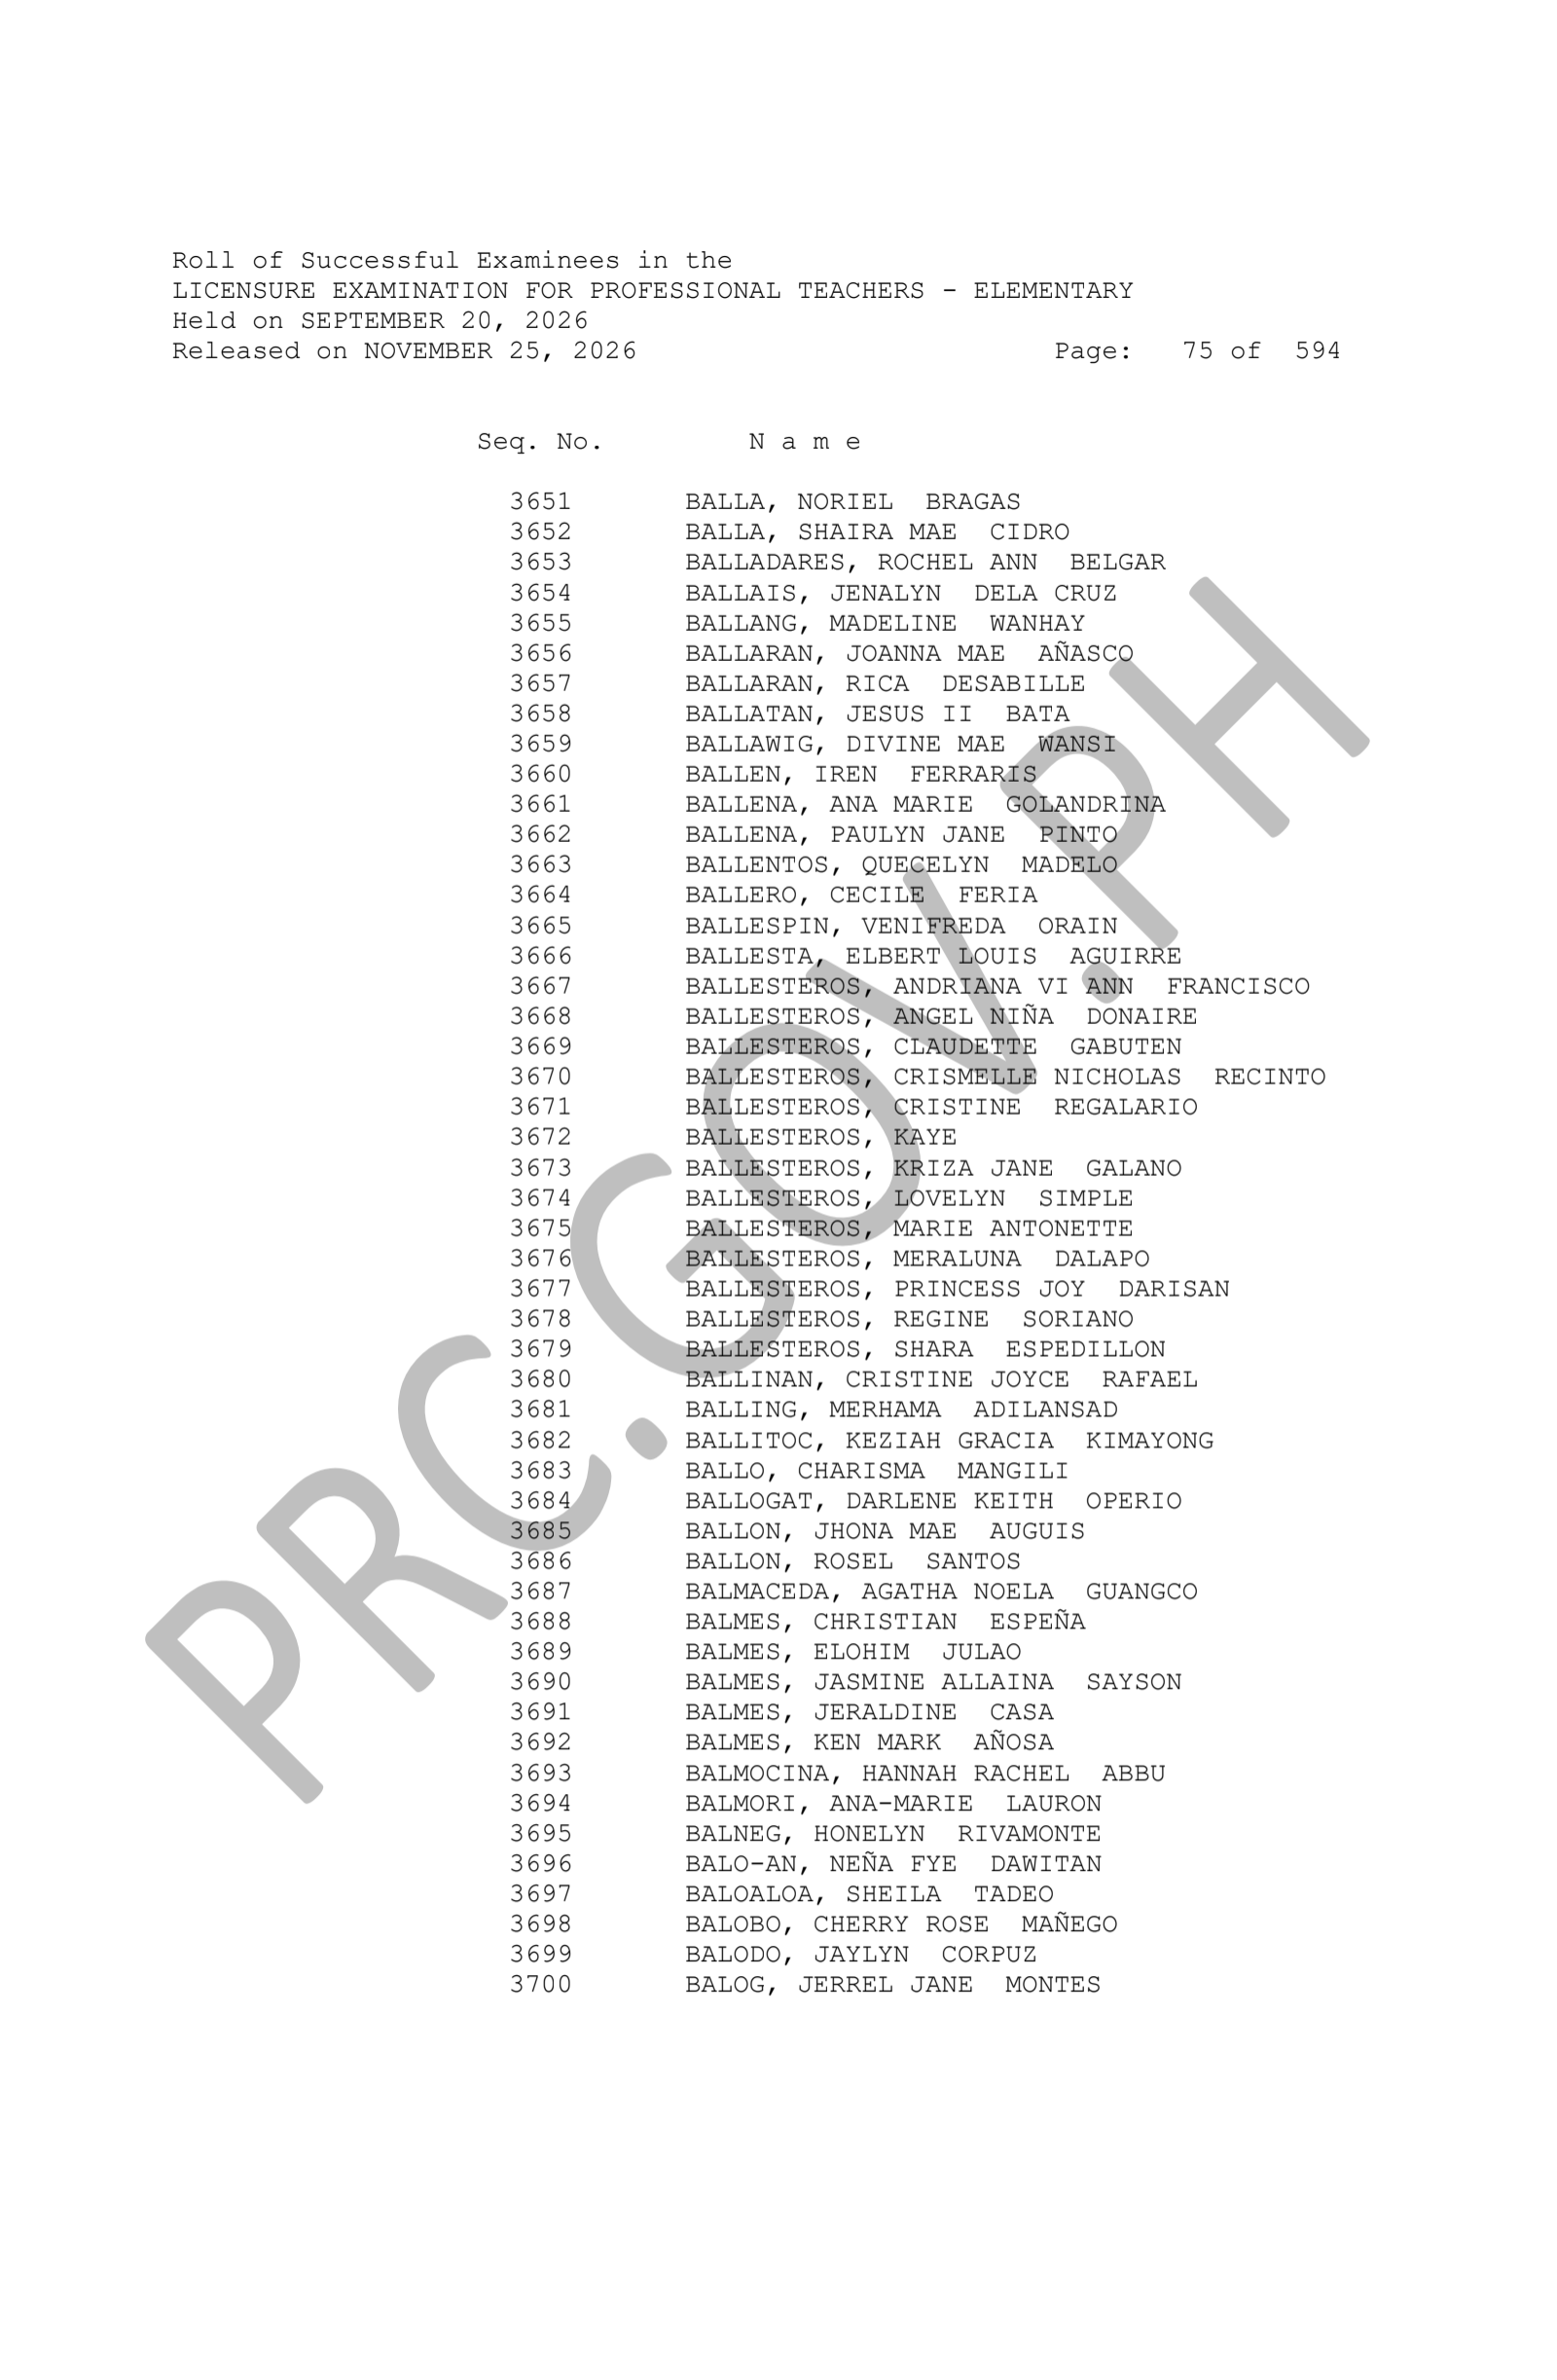 Roll of Successful Examinees in the
LICENSURE EXAMINATION FOR PROFESSIONAL TEACHERS - ELEMENTARY
Held on SEPTEMBER 20, 2026
Released on NOVEMBER 25, 2026 Page: 75 of 594
Seq. No. N a m e
3651 BALLA, NORIEL BRAGAS
3652 BALLA, SHAIRA MAE CIDRO
3653 BALLADARES, ROCHEL ANN BELGAR
3654 BALLAIS, JENALYN DELA CRUZ
3655 BALLANG, MADELINE WANHAY
3656 BALLARAN, JOANNA MAE AÑASCO
3657 BALLARAN, RICA DESABILLE
3658 BALLATAN, JESUS II BATA
3659 BALLAWIG, DIVINE MAE WANSI
3660 BALLEN, IREN FERRARIS
3661 BALLENA, ANA MARIE GOLANDRINA
3662 BALLENA, PAULYN JANE PINTO
3663 BALLENTOS, QUEGELYN MADELO
3664 BALLERO, CECILE FERIA
3665 BALLESPIN, VENIFREDA ORAIN
3666 BALLESTA, ELBERT LOUIS AGUIRRE
3667 BALLESTEROS, ANDRIANA VI ANN FRANCISCO
3668 BALLESTEROS, ANGEL NIÑA DONAIRE
3669 BALLESTEROS, CLAUDETTE GABUTEN
3670 BALLESTEROS, CRISMELLE NICHOLAS RECINTO
3671 BALLESTEROS, CRISTINE REGALARIO
3672 BALLESTEROS, KAYE
3673 BALLESTEROS, KRIZA JANE GALANO
3674 BALLESTEROS, LOVELYN SIMPLE
3675 BALLESTEROS, MARIE ANTONETTE
3676 BALLESTEROS, MERALUNA DALAPO
3677 BALLESTEROS, PRINCESS JOY DARISAN
3678 BALLESTEROS, REGINE SORIANO
3679 BALLESTEROS, SHARA ESPEDILLON
3680 BALLINAN, CRISTINE JOYCE RAFAEL
3681 BALLING, MERHAMA ADILANSAD
3682 BALLITOC, KEZIAH GRACIA KIMAYONG
3683 BALLO, CHARISMA MANGILI
3684 BALLOGAT, DARLENE KEITH OPERIO
3685 BALLON, JHONA MAE AUGUIS
3686 BALLON, ROSEL SANTOS
3687 BALMACEDA, AGATHA NOELA GUANGCO
3688 BALMES, CHRISTIAN ESPEÑA
3689 BALMES, ELOHIM JULAO
3690 BALMES, JASMINE ALLAINA SAYSON
3691 BALMES, JERALDINE CASA
3692 BALMES, KEN MARK AÑOSA
3693 BALMOCINA, HANNAH RACHEL ABBU
3694 BALMORI, ANA-MARIE LAURON
3695 BALNEG, HONELYN RIVAMONTE
3696 BALO-AN, NEÑA FYE DAWITAN
3697 BALOALOA, SHEILA TADEO
3698 BALOBO, CHERRY ROSE MAÑEGO
3699 BALODO, JAYLYN CORPUZ
3700 BALOG, JERREL JANE MONTES
PRC.GOV.PH